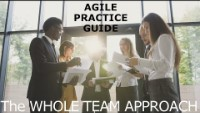 AGILE
PRACTICE
GUIDE
The WHOLE TEAM APPROACH